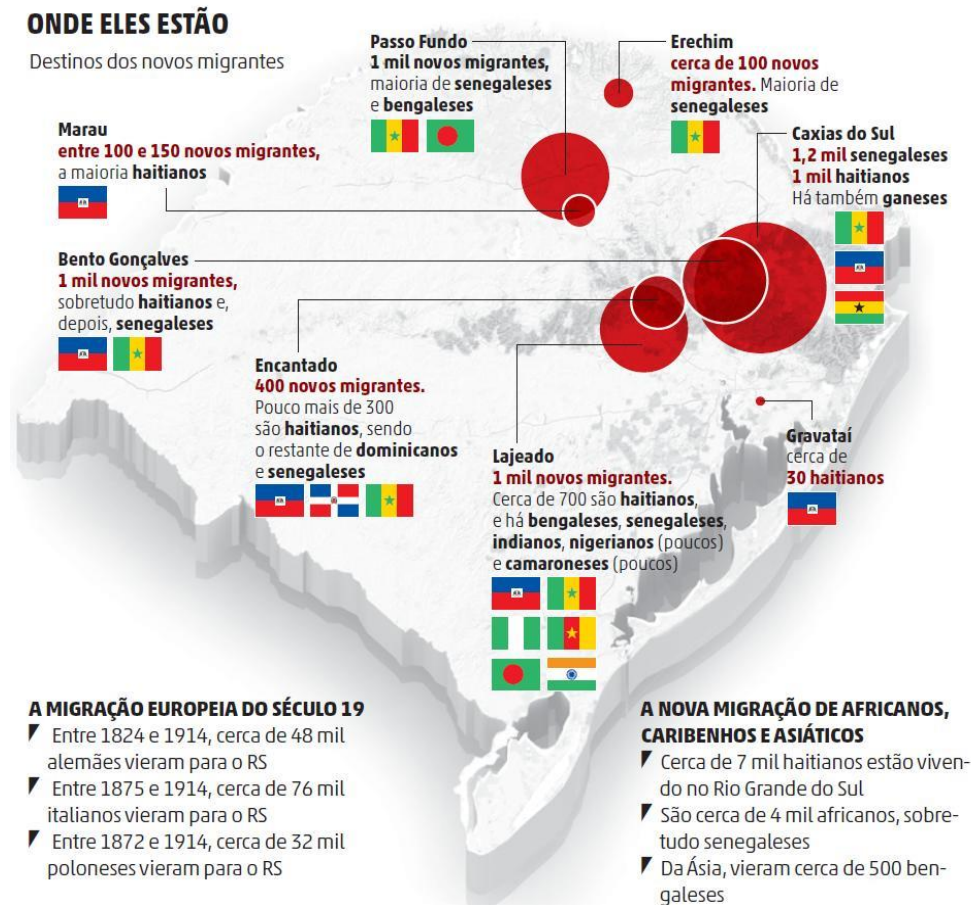 ONDE ELES ESTÃO
Destinos dos novos migrantes
Passo Fundo
1 mil novos migrantes,
maioria de senegaleses
e bengaleses
Erechim
cerca de 100 novos
migrantes. Maioria de
senegaleses
Marau
entre 100 e 150 novos migrantes,
a maioria haitianos
Caxias do Sul
1,2 mil senegaleses
1 mil haitianos
Há também ganeses
Bento Gonçalves
1 mil novos migrantes,
sobretudo haitianos e,
depois, senegaleses
Encantado
400 novos migrantes.
Pouco mais de 300
são haitianos, sendo
o restante de dominicanos
e senegaleses
Lajeado
1 mil novos migrantes.
Cerca de 700 são haitianos,
e há bengaleses, senegaleses,
indianos, nigerianos (poucos)
e camaroneses (poucos)
Gravataí
cerca de
30 haitianos
A MIGRAÇÃO EUROPEIA DO SÉCULO 19
Entre 1824 e 1914, cerca de 48 mil
alemães vieram para o RS
Entre 1875 e 1914, cerca de 76 mil
italianos vieram para o RS
Entre 1872 e 1914, cerca de 32 mil
poloneses vieram para o RS
A NOVA MIGRAÇÃO DE AFRICANOS,
CARIBENHOS E ASIÁTICOS
Cerca de 7 mil haitianos estão viven-
do no Rio Grande do Sul
São cerca de 4 mil africanos, sobre-
tudo senegaleses
Da Ásia, vieram cerca de 500 ben-
galeses